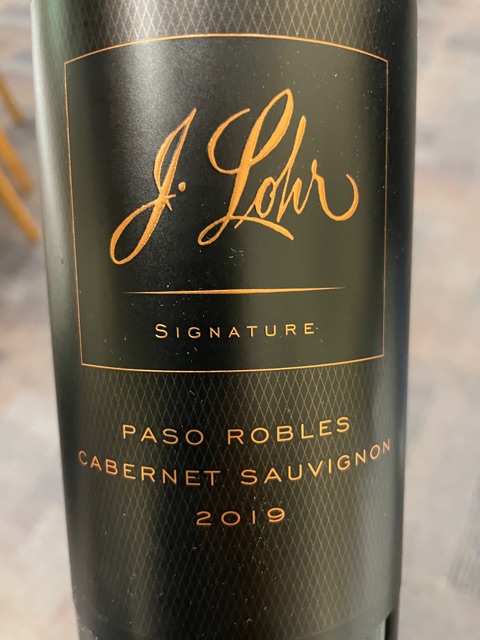 J. Lohr
SIGNATURE
PASO ROBLES
CABERNET SAUVIGNON
2019